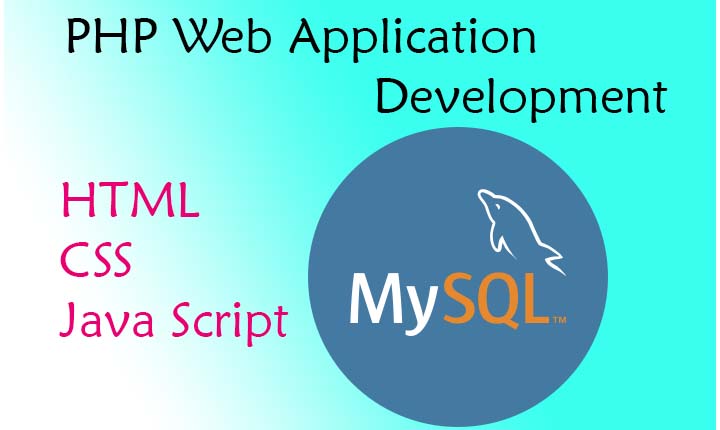 PHP Web Application
Development
HTML
CSS
Java Script
MySQL™